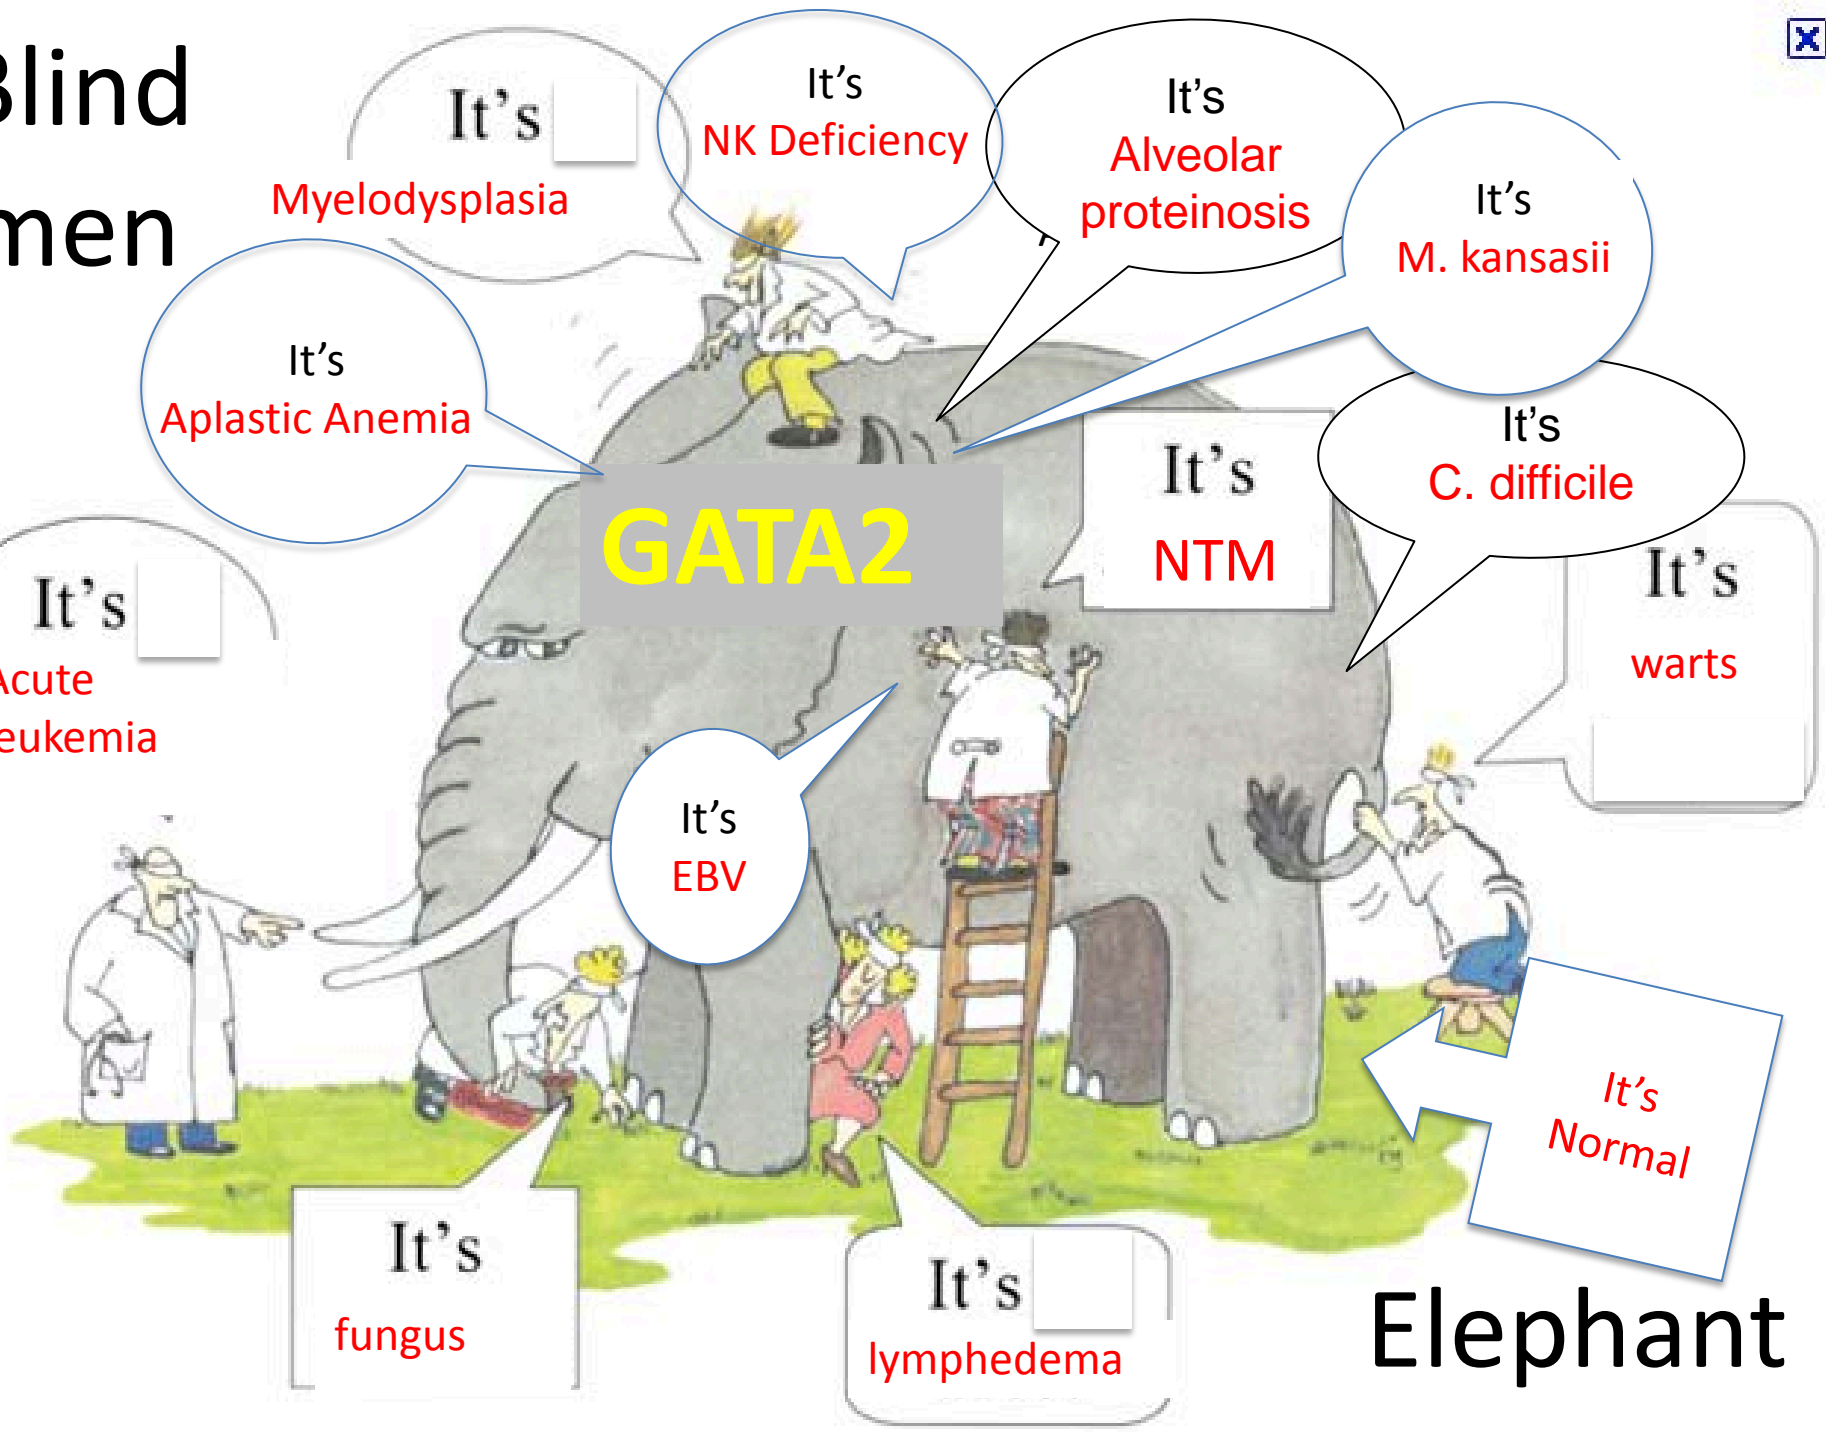 Blind
men
It's
Myelodysplasia
It's
NK Deficiency
It's
Alveolar
proteinosis
It's
M. kansasii
It's
Aplastic Anemia
It's
C. difficile
GATA2
It's
NTM
It's
warts
It's
Acute
leukemia
It's
EBV
It's
Normal
It's
fungus
It's
lymphedema
Elephant